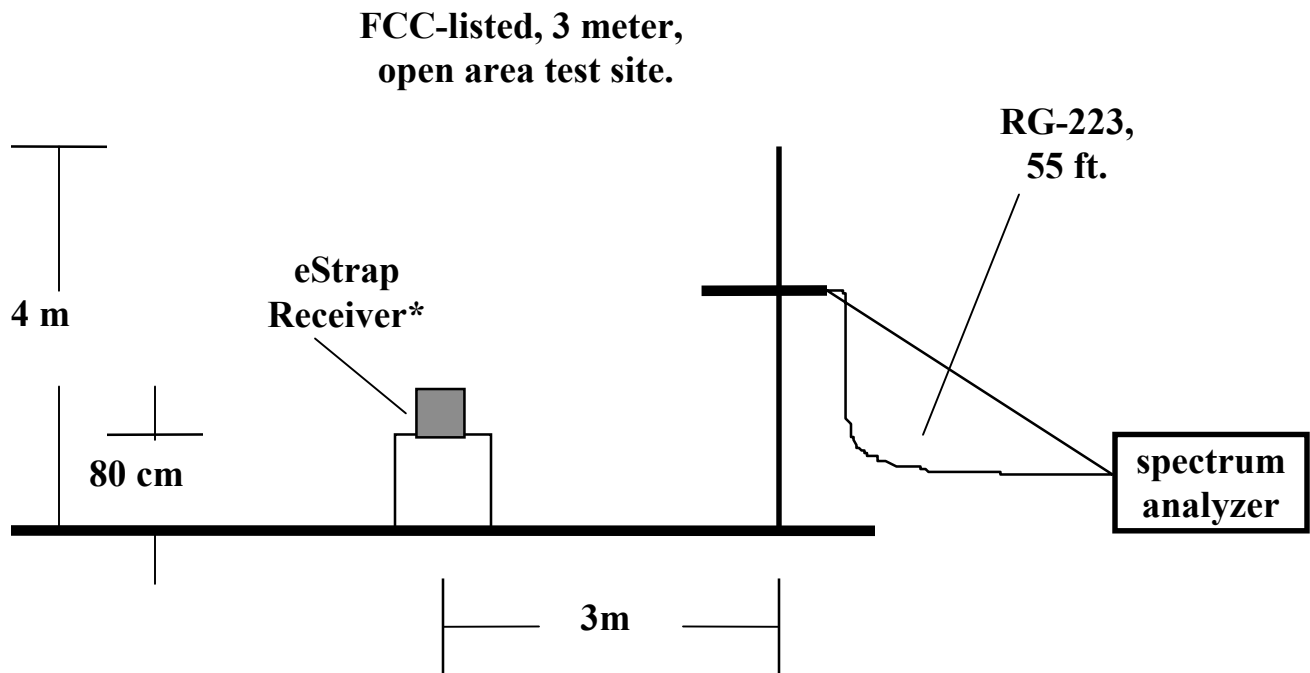 FCC-listed, 3 meter,
open area test site.
RG-223,
55 ft.
eStrap
Receiver*
4 m
80 cm
spectrum
analyzer
3m